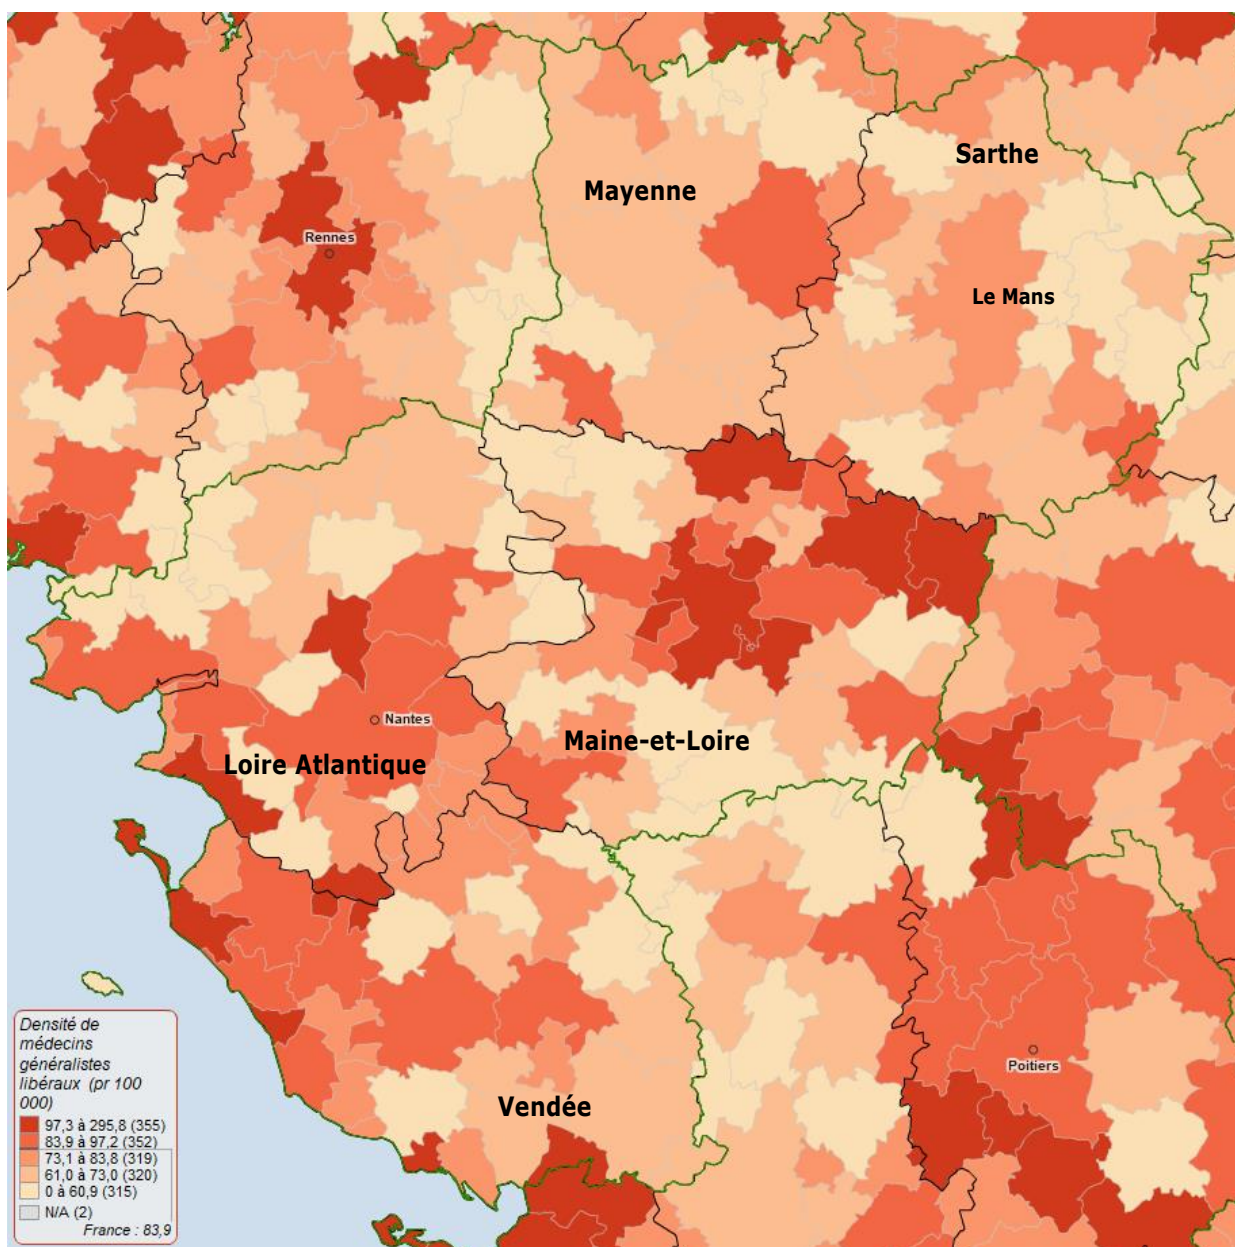 Sarthe
Mayenne
Rennes
Le Mans
Nantes
Maine-et-Loire
Loire Atlantique
Densité de
médecins
généralistes
libéraux (pr 100
000)
97,3 à 295,8 (355)
83,9 à 97,2 (352)
73,1 à 83,8 (319)
61,0 à 73,0 (320)
0 à 60,9 (315)
N/A (2)
France : 83,9
Poitiers
Vendée